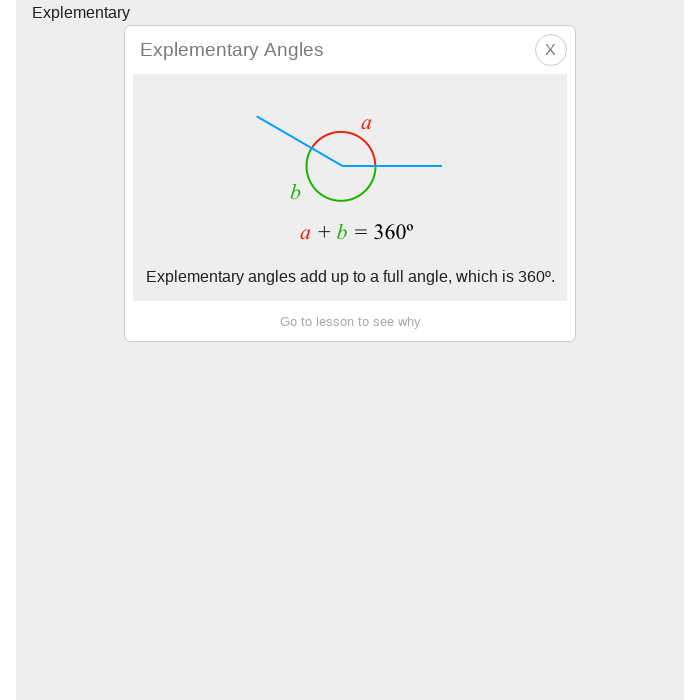 Explementary
Explementary Angles
X
a
b
a + b = 360º
Explementary angles add up to a full angle, which is 360º.
Go to lesson to see why